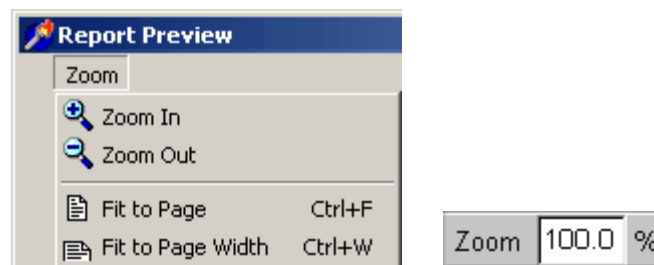 Report Preview
Zoom
Zoom In
Zoom Out
Fit to Page Ctrl+F
Fit to Page Width Ctrl+W
Zoom 100.0 %